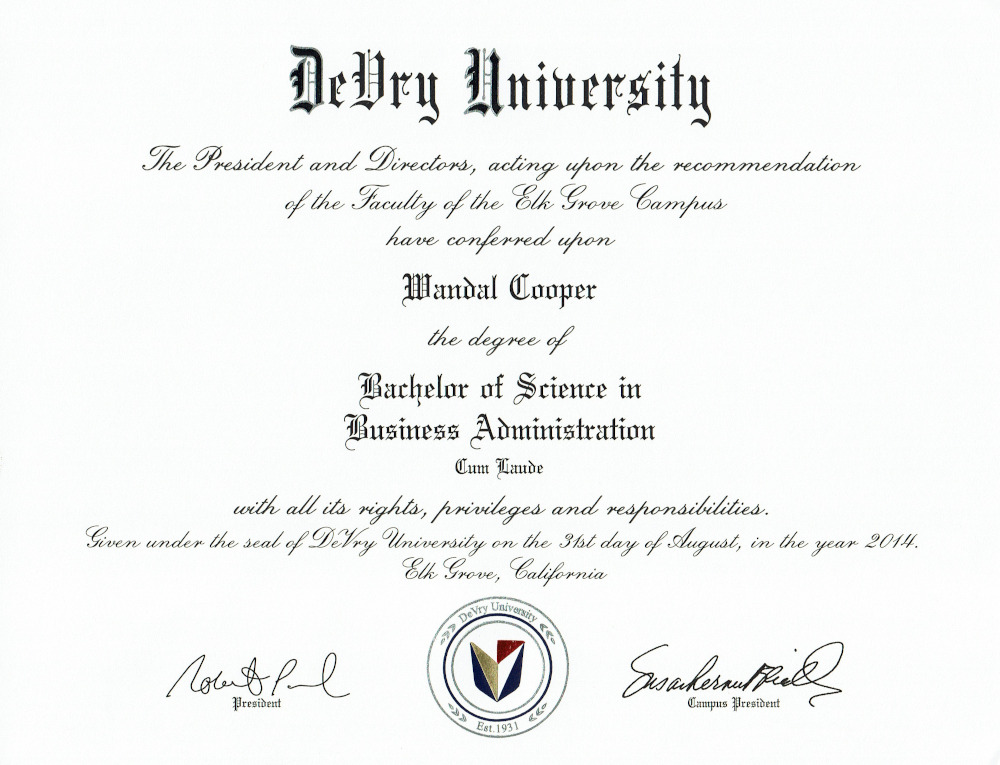 DeVry University
The President and Directors, acting upon the recommendation
of the Faculty of the Elk Grove Campus
have conferred upon
Wandal Cooper
the degree of
Bachelor of Science in
Business Administration
Cum Laude
with all its rights, privileges and responsibilities.
Given under the seal of DeVry University on the 31st day of August, in the year 2014.
Elk Grove, California
DeVry University
Est.1931
President
Campus President